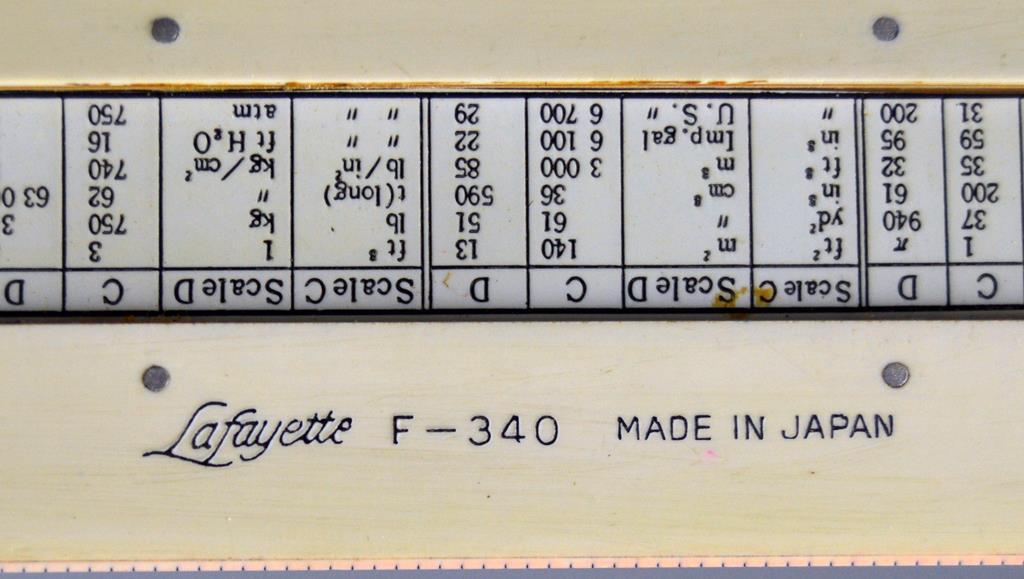 C D Scale C Scale D C D Scale C Scale D C D
1 π ft² m² 140 13 ft³ l 3
37 940 yd² 〃 61 51 lb kg 750
200 61 in³ cm³ 36 590 t(long) 〃 62
35 32 ft³ m³ 3 000 85 lb/in² kg/cm² 740
59 95 in³ Imp.gal 6 100 22 〃 〃 ft H₂O 16
31 200 〃 U.S. 〃 6 700 29 〃 〃 atm 750
Lafayette F-340 MADE IN JAPAN